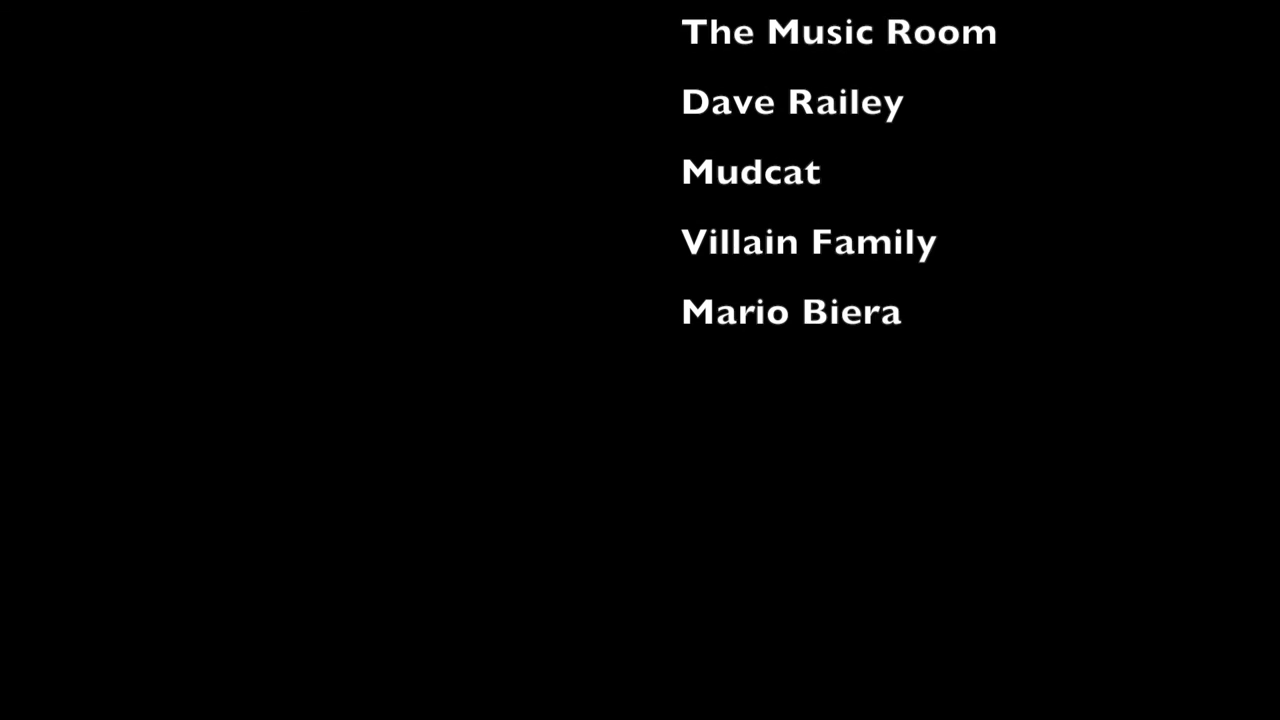 The Music Room
Dave Railey
Mudcat
Villain Family
Mario Biera